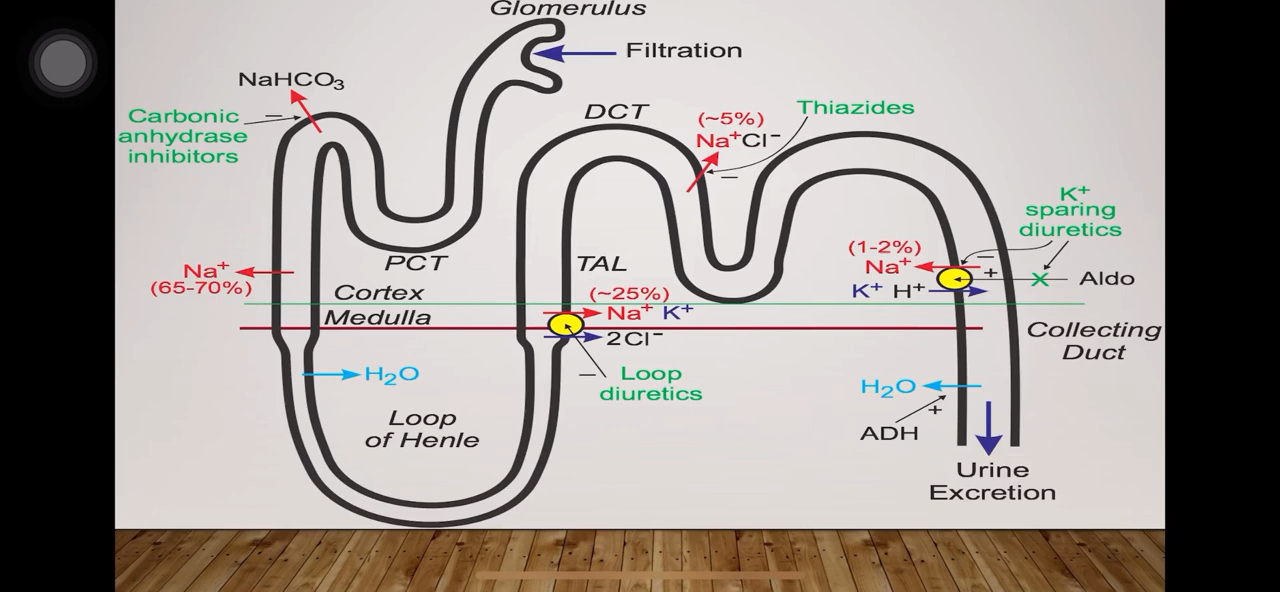 Glomerulus
Filtration
NaHCO₃
Carbonic
anhydrase
inhibitors
−
DCT
(~5%)
Na⁺Cl⁻
Thiazides
−
K⁺
sparing
diuretics
−
+
X
Aldo
(1-2%)
Na⁺
K⁺ H⁺
Na⁺
(65-70%)
PCT
TAL
Cortex
Medulla
(~25%)
Na⁺ K⁺
2Cl⁻
−
Loop
diuretics
Collecting
Duct
H₂O
Loop
of Henle
H₂O
+
ADH
Urine
Excretion